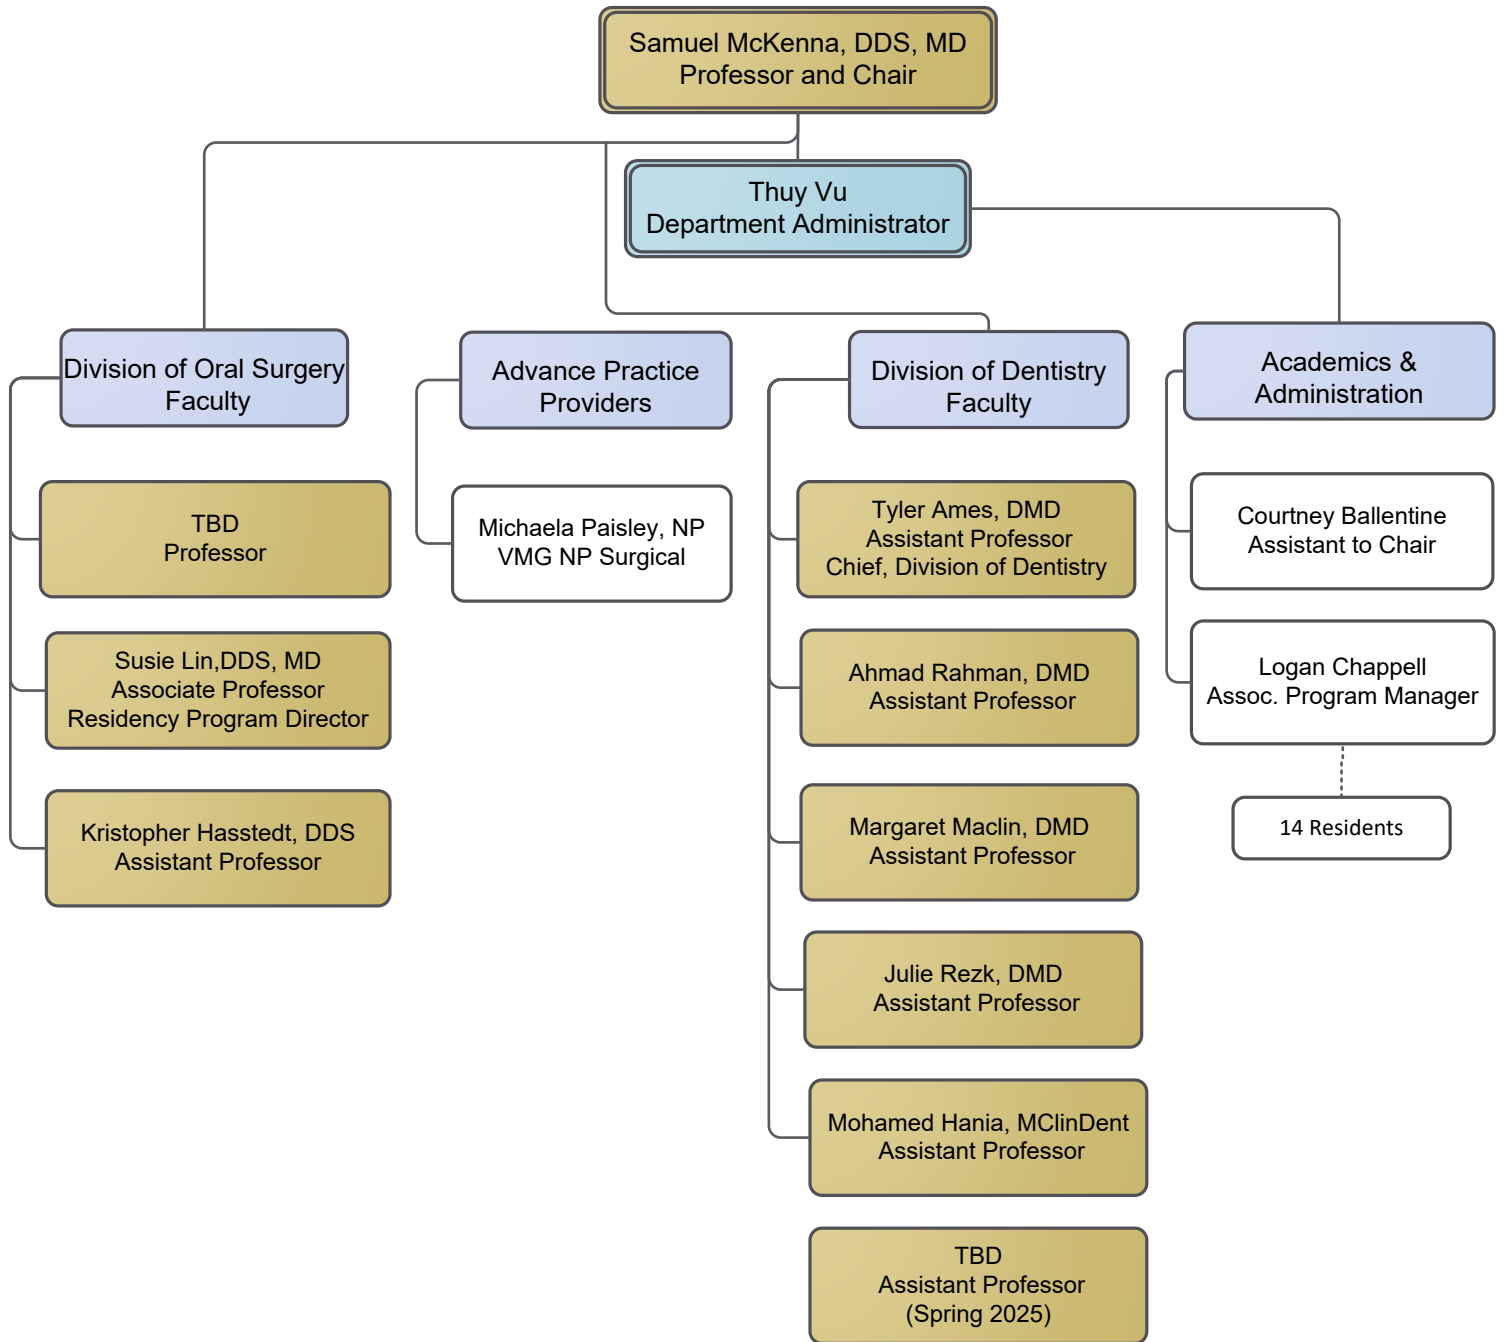 Samuel McKenna, DDS, MD
Professor and Chair
Thuy Vu
Department Administrator
Division of Oral Surgery
Faculty
TBD
Professor
Susie Lin,DDS, MD
Associate Professor
Residency Program Director
Kristopher Hasstedt, DDS
Assistant Professor
Advance Practice
Providers
Michaela Paisley, NP
VMG NP Surgical
Division of Dentistry
Faculty
Tyler Ames, DMD
Assistant Professor
Chief, Division of Dentistry
Ahmad Rahman, DMD
Assistant Professor
Margaret Maclin, DMD
Assistant Professor
Julie Rezk, DMD
Assistant Professor
Mohamed Hania, MClinDent
Assistant Professor
TBD
Assistant Professor
(Spring 2025)
Academics &
Administration
Courtney Ballentine
Assistant to Chair
Logan Chappell
Assoc. Program Manager
14 Residents